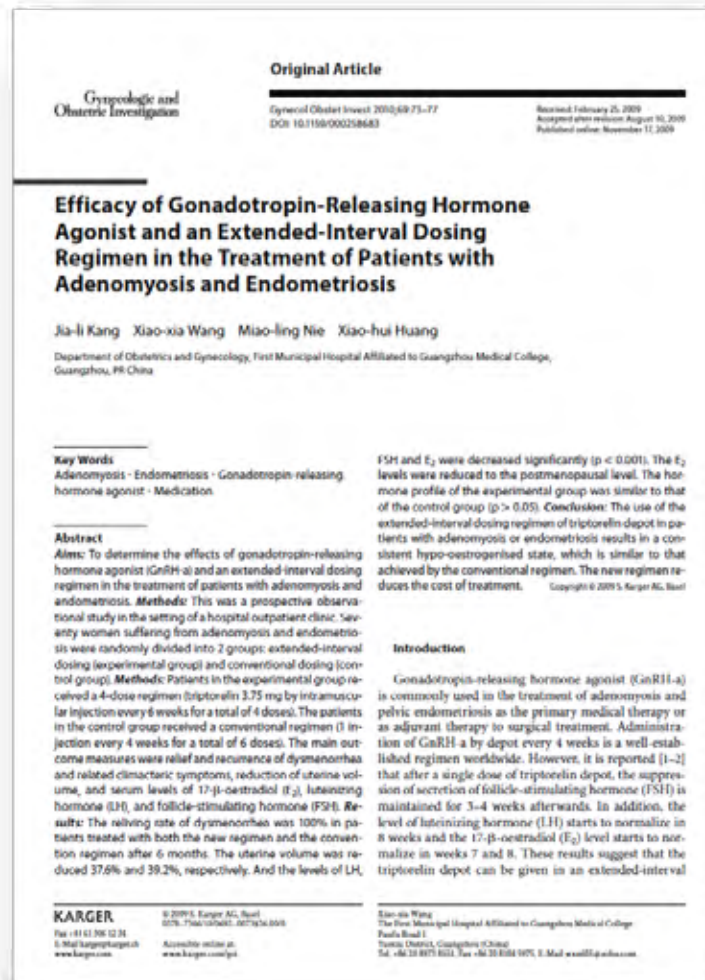 Original Article
Gynecologic and
Obstetric Investigation
Gynecol Obstet Invest 2010;69:73–77
DOI: 10.1159/000258683
Received: February 25, 2009
Accepted after revision: August 10, 2009
Published online: November 17, 2009
Efficacy of Gonadotropin-Releasing Hormone
Agonist and an Extended-Interval Dosing
Regimen in the Treatment of Patients with
Adenomyosis and Endometriosis
Jia-li Kang Xiao-xia Wang Miao-ling Nie Xiao-hui Huang
Department of Obstetrics and Gynecology, First Municipal Hospital Affiliated to Guangzhou Medical College,
Guangzhou, PR China
Key Words
Adenomyosis · Endometriosis · Gonadotropin-releasing
hormone agonist · Medication
Abstract
Aims: To determine the effects of gonadotropin-releasing
hormone agonist (GnRH-a) and an extended-interval dosing
regimen in the treatment of patients with adenomyosis and
endometriosis. Methods: This was a prospective observa-
tional study in the setting of a hospital outpatient clinic. Sev-
enty women suffering from adenomyosis and endometrio-
sis were randomly divided into 2 groups: extended-interval
dosing (experimental group) and conventional dosing (con-
trol group). Methods: Patients in the experimental group re-
ceived a 4-dose regimen (triptorelin 3.75 mg by intramuscu-
lar injection every 6 weeks for a total of 4 doses). The patients
in the control group received a conventional regimen (1 in-
jection every 4 weeks for a total of 6 doses). The main out-
come measures were relief and recurrence of dysmenorrhea
and related climacteric symptoms, reduction of uterine vol-
ume, and serum levels of 17-β-oestradiol (E2), luteinizing
hormone (LH), and follicle-stimulating hormone (FSH). Re-
sults: The reliving rate of dysmenorrhea was 100% in pa-
tients treated with both the new regimen and the conven-
tion regimen after 6 months. The uterine volume was re-
duced 37.6% and 39.2%, respectively. And the levels of LH,
FSH and E2 were decreased significantly (p < 0.001). The E2
levels were reduced to the postmenopausal level. The hor-
mone profile of the experimental group was similar to that
of the control group (p > 0.05). Conclusion: The use of the
extended-interval dosing regimen of triptorelin depot in pa-
tients with adenomyosis or endometriosis results in a con-
sistent hypo-oestrogenised state, which is similar to that
achieved by the conventional regimen. The new regimen re-
duces the cost of treatment.
Copyright © 2009 S. Karger AG, Basel
Introduction
Gonadotropin-releasing hormone agonist (GnRH-a)
is commonly used in the treatment of adenomyosis and
pelvic endometriosis as the primary medical therapy or
as adjuvant therapy to surgical treatment. Administra-
tion of GnRH-a by depot every 4 weeks is a well-estab-
lished regimen worldwide. However, it is reported [1–2]
that after a single dose of triptorelin depot, the suppres-
sion of secretion of follicle-stimulating hormone (FSH) is
maintained for 3–4 weeks afterwards. In addition, the
level of luteinizing hormone (LH) starts to normalize in
8 weeks and the 17-β-oestradiol (E2) level starts to nor-
malize in weeks 7 and 8. These results suggest that the
triptorelin depot can be given in an extended-interval
KARGER
Fax +41 61 306 12 34
E-Mail karger@karger.ch
www.karger.com
© 2009 S. Karger AG, Basel
Accessible online at:
www.karger.com/goi
Xiao-xia Wang
The First Municipal Hospital Affiliated to Guangzhou Medical College
Guangzhou (China)